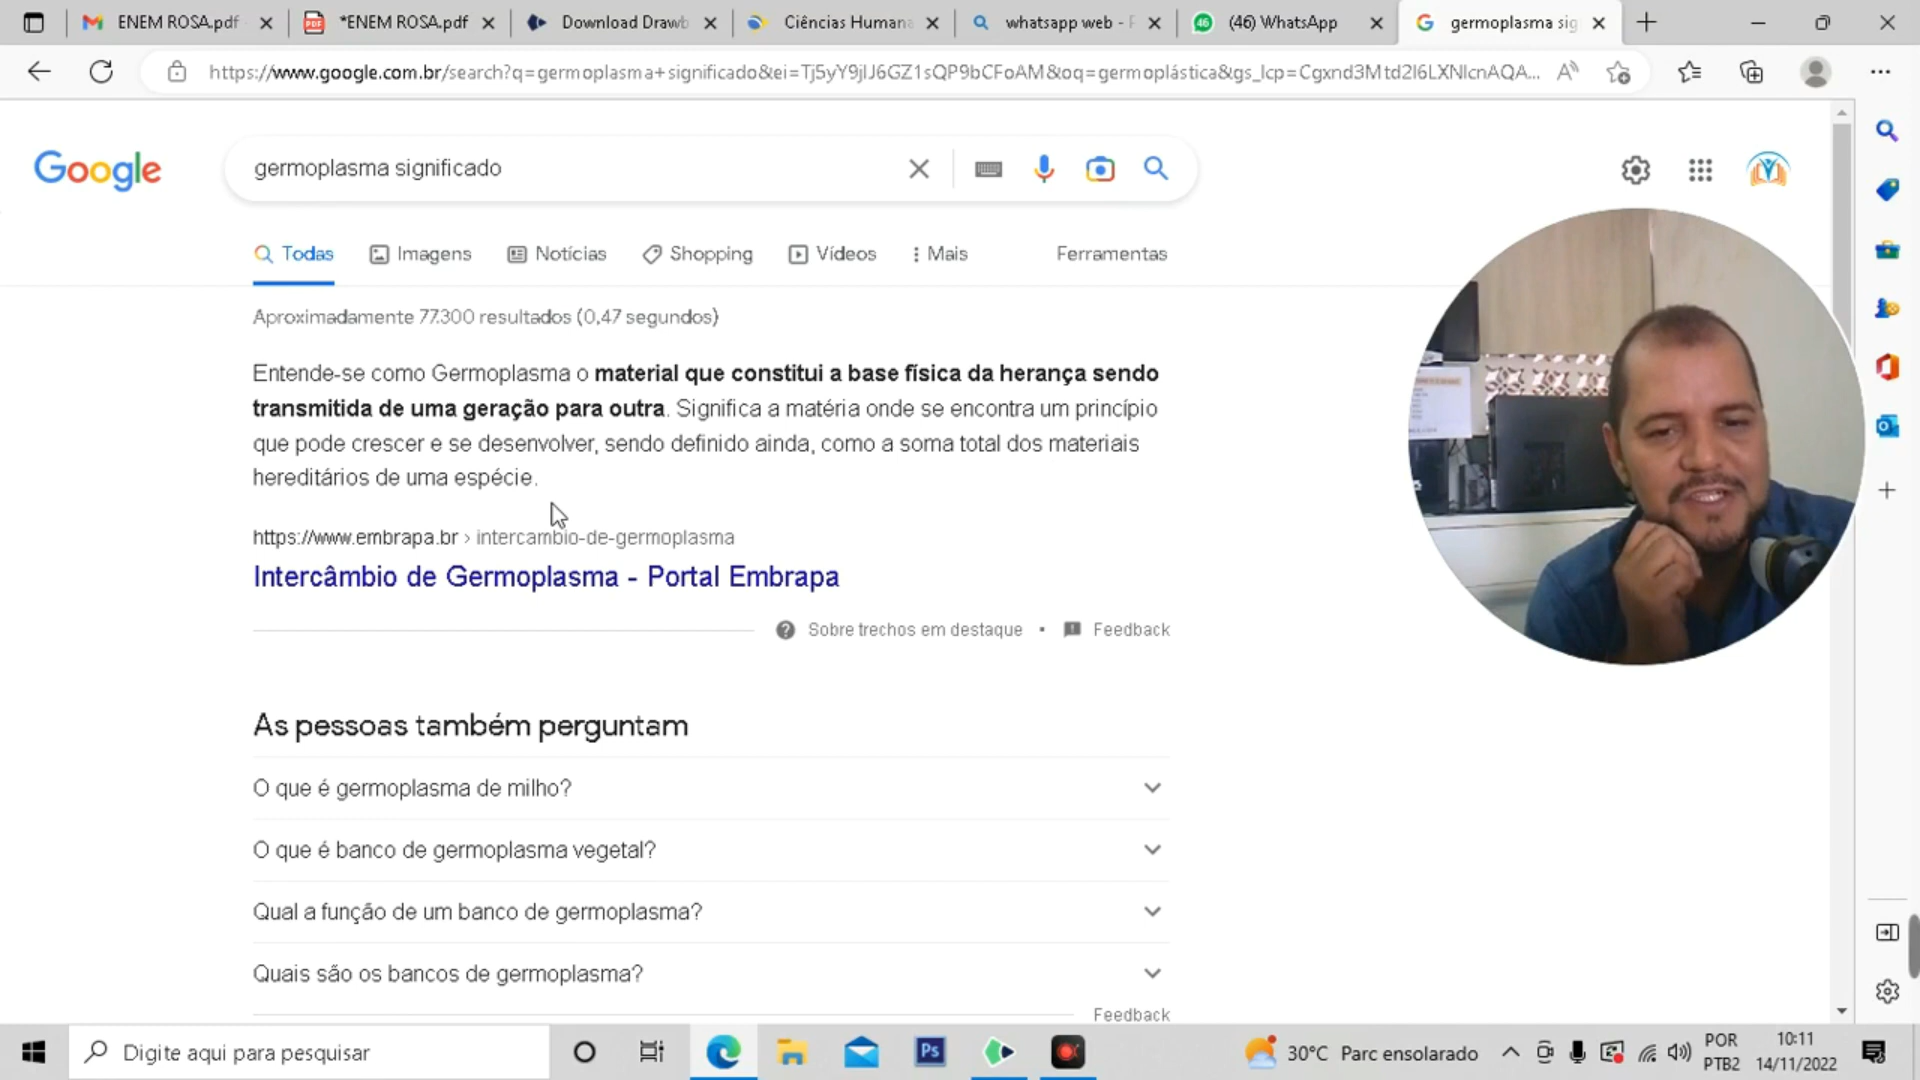 ENEM ROSA.pdf
*ENEM ROSA.pdf
Download Drawb
Ciências Humana
whatsapp web - P
46
(46) WhatsApp
germoplasma sig
https://www.google.com.br/search?q=germoplasma+significado&ei=Tj5yY9jIJ6GZ1sQP9bCFoAM&oq=germoplástica&gs_lcp=Cgxnd3Mtd2l6LXNlcnAQA...
Google
germoplasma significado
Todas
Imagens
Notícias
Shopping
Vídeos
Mais
Ferramentas
Aproximadamente 77.300 resultados (0,47 segundos)
Entende-se como Germoplasma o material que constitui a base física da herança sendo
transmitida de uma geração para outra. Significa a matéria onde se encontra um princípio
que pode crescer e se desenvolver, sendo definido ainda, como a soma total dos materiais
hereditários de uma espécie.
https://www.embrapa.br › intercambio-de-germoplasma
Intercâmbio de Germoplasma - Portal Embrapa
Sobre trechos em destaque • Feedback
As pessoas também perguntam
O que é germoplasma de milho?
O que é banco de germoplasma vegetal?
Qual a função de um banco de germoplasma?
Quais são os bancos de germoplasma?
Feedback
Digite aqui para pesquisar
Ps
30°C Parc ensolarado
POR
PTB2
10:11
14/11/2022